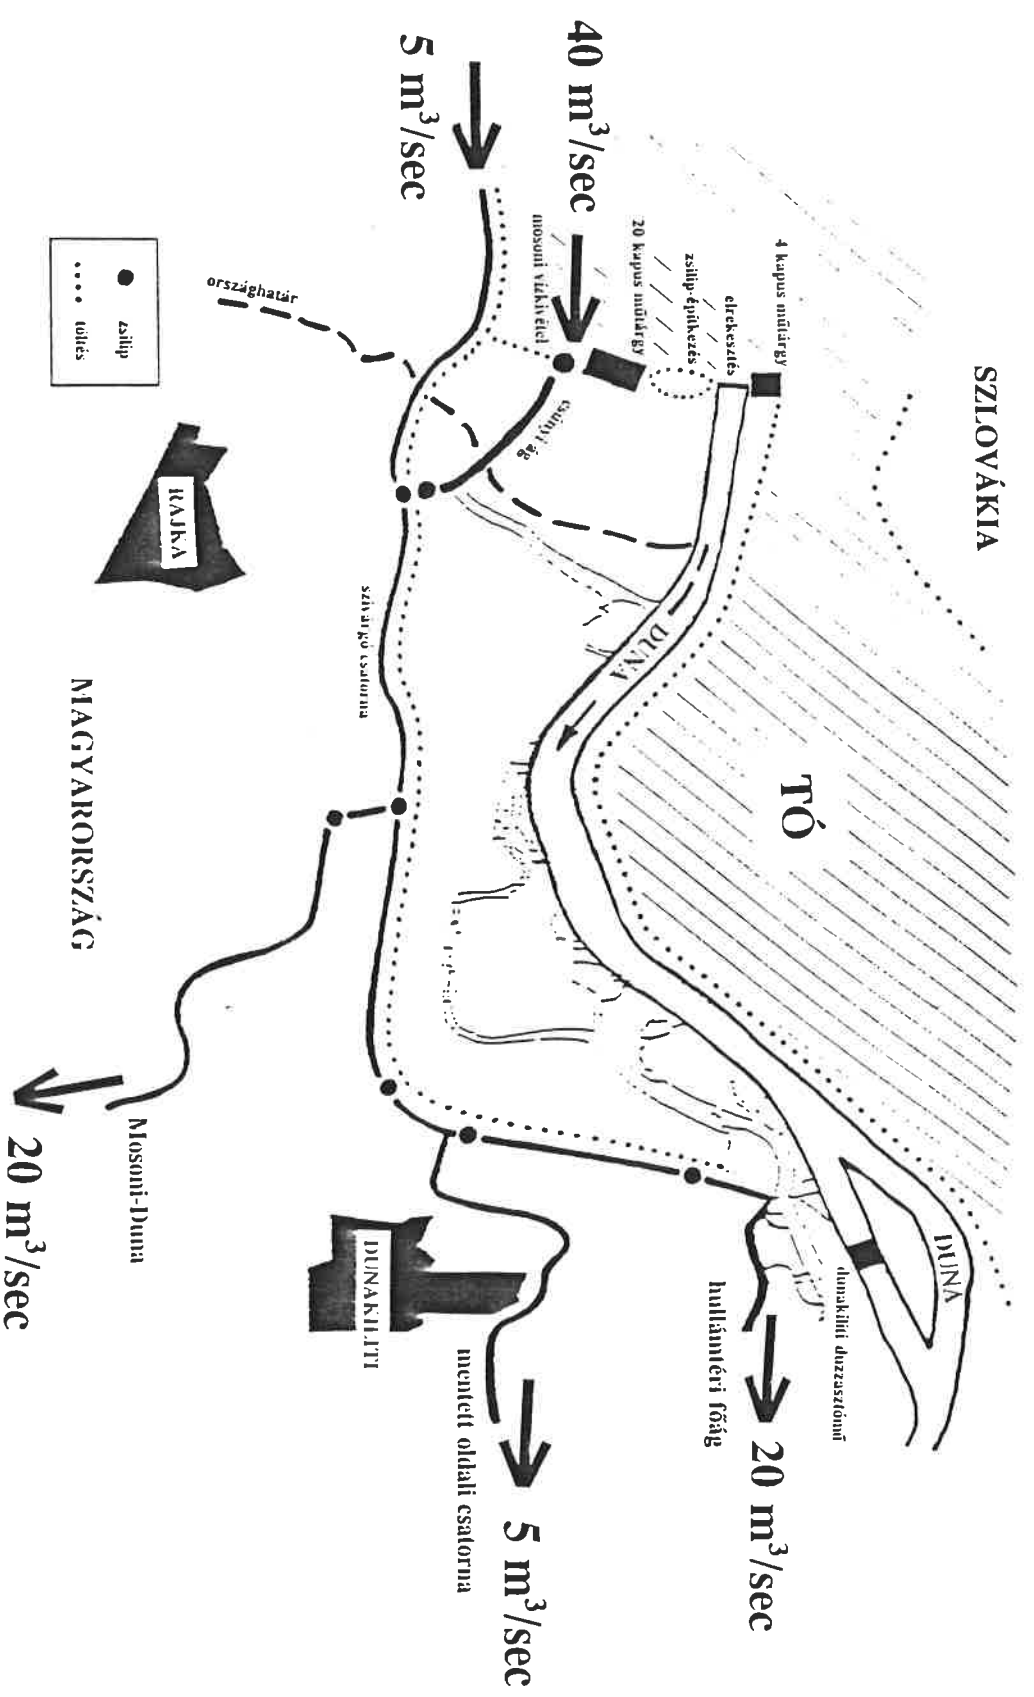 SZLOVÁKIA
4 kapus műtárgy
elrekesztés
zsilip-építkezés
20 kapus műtárgy
mosoni vízkivétel
40 m³/sec
5 m³/sec
csúnyi ág
országhatár
zsilip
töltés
RAJKA
szivárgó csatorna
DUNA
TÓ
MAGYARORSZÁG
DUNA
dunakiliti duzzasztómű
hullámtéri főág
20 m³/sec
DUNAKILITI
mentett oldali csatorna
5 m³/sec
Mosoni-Duna
20 m³/sec